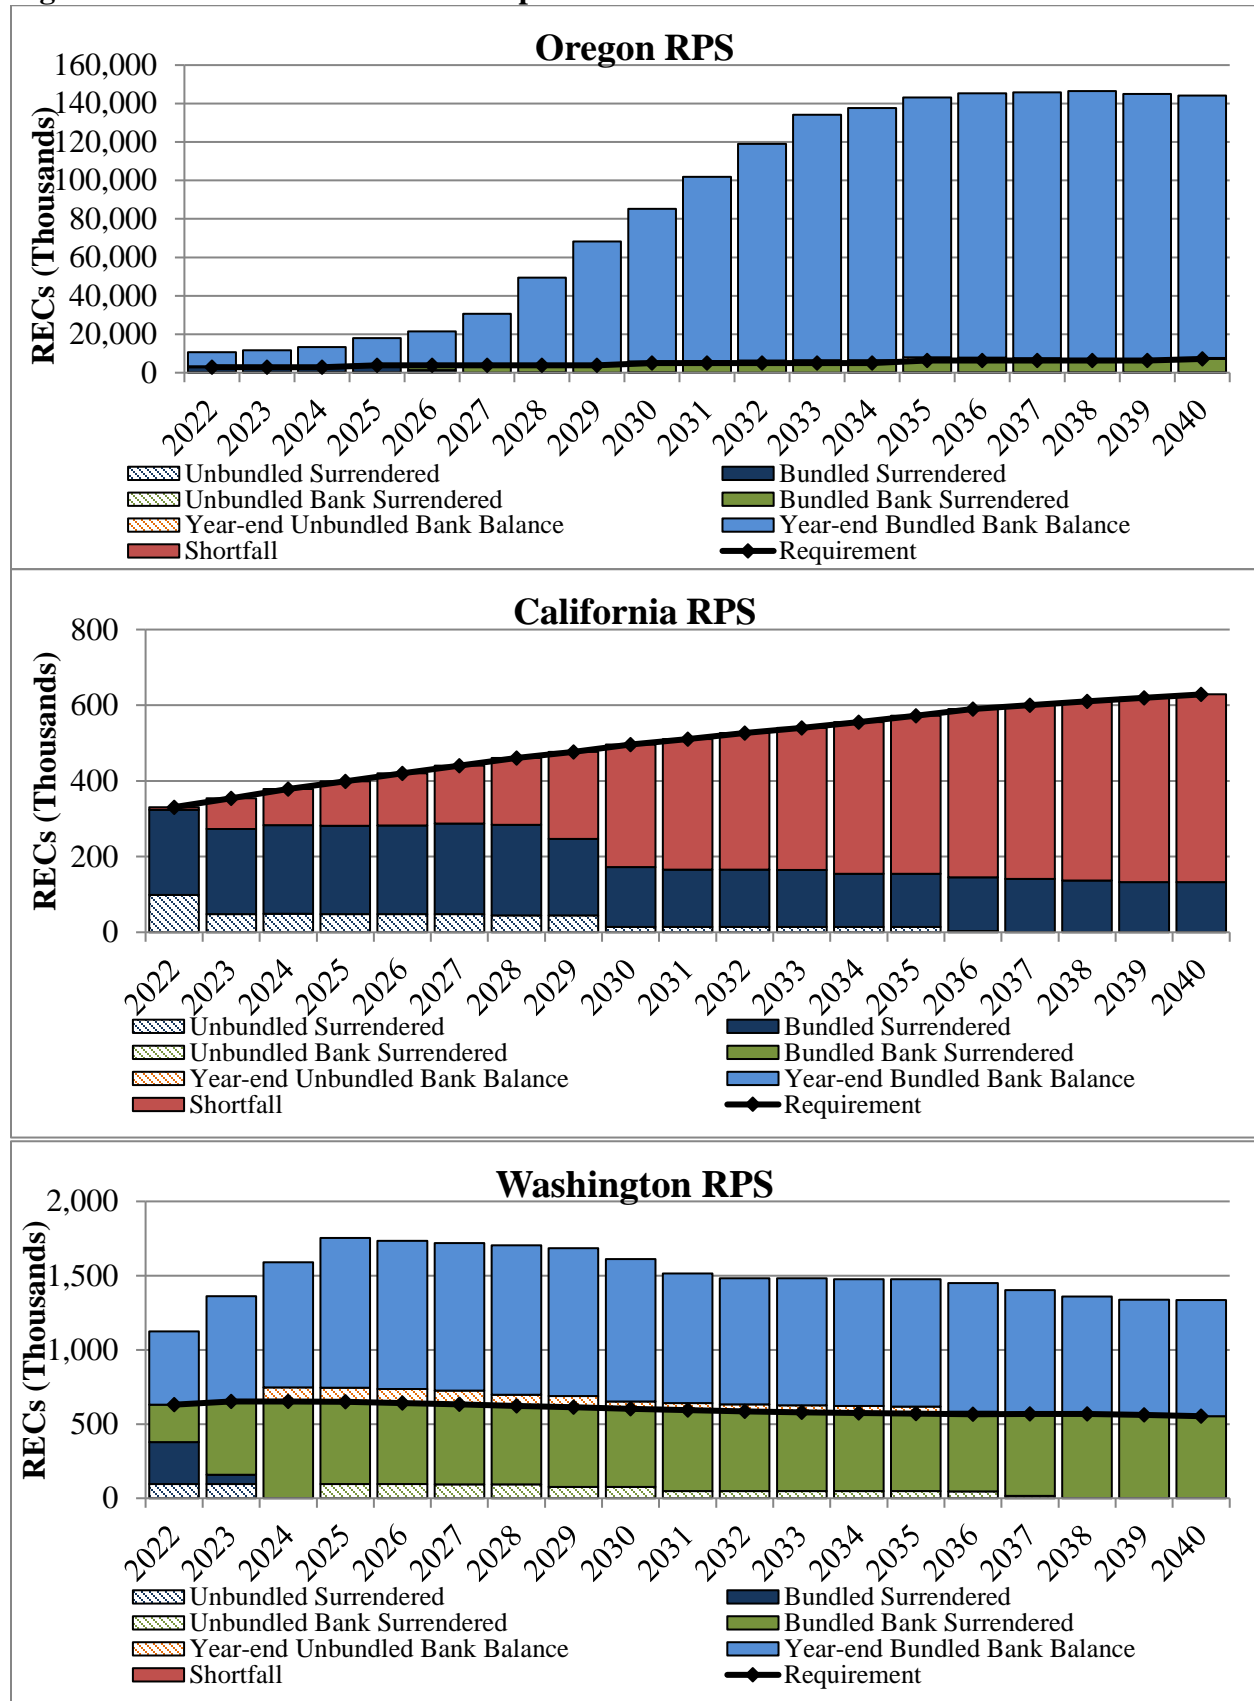 Oregon RPS
160,000
140,000
120,000
100,000
80,000
60,000
40,000
20,000
0
RECs (Thousands)
2022 2023 2024 2025 2026 2027 2028 2029 2030 2031 2032 2033 2034 2035 2036 2037 2038 2039 2040
Unbundled Surrendered Bundled Surrendered
Unbundled Bank Surrendered Bundled Bank Surrendered
Year-end Unbundled Bank Balance Year-end Bundled Bank Balance
Shortfall Requirement
California RPS
800
600
400
200
0
RECs (Thousands)
2022 2023 2024 2025 2026 2027 2028 2029 2030 2031 2032 2033 2034 2035 2036 2037 2038 2039 2040
Unbundled Surrendered Bundled Surrendered
Unbundled Bank Surrendered Bundled Bank Surrendered
Year-end Unbundled Bank Balance Year-end Bundled Bank Balance
Shortfall Requirement
Washington RPS
2,000
1,500
1,000
500
0
RECs (Thousands)
2022 2023 2024 2025 2026 2027 2028 2029 2030 2031 2032 2033 2034 2035 2036 2037 2038 2039 2040
Unbundled Surrendered Bundled Surrendered
Unbundled Bank Surrendered Bundled Bank Surrendered
Year-end Unbundled Bank Balance Year-end Bundled Bank Balance
Shortfall Requirement